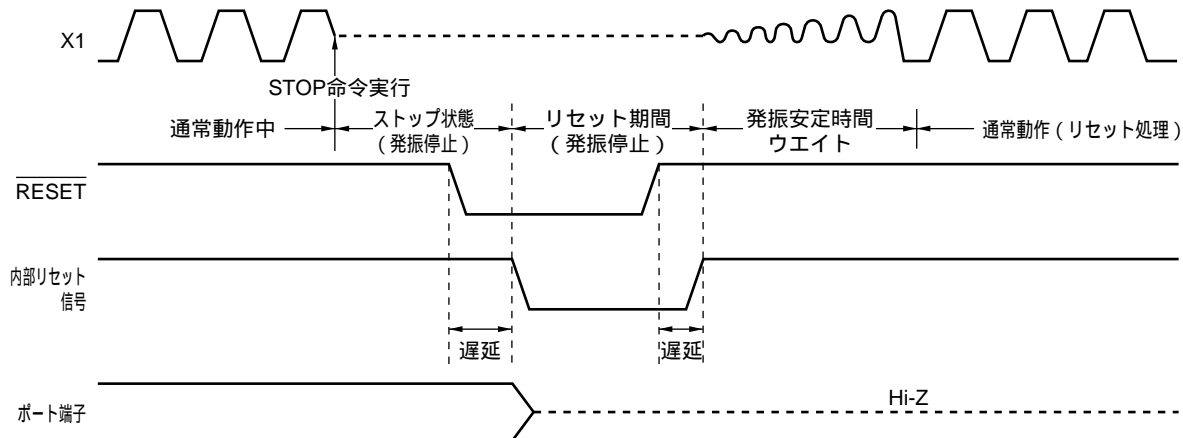 X1
STOP命令実行
通常動作中
ストップ状態
(発振停止)
リセット期間
(発振停止)
発振安定時間
ウエイト
通常動作(リセット処理)
RESET
内部リセット
信号
遅延
遅延
ポート端子
Hi-Z